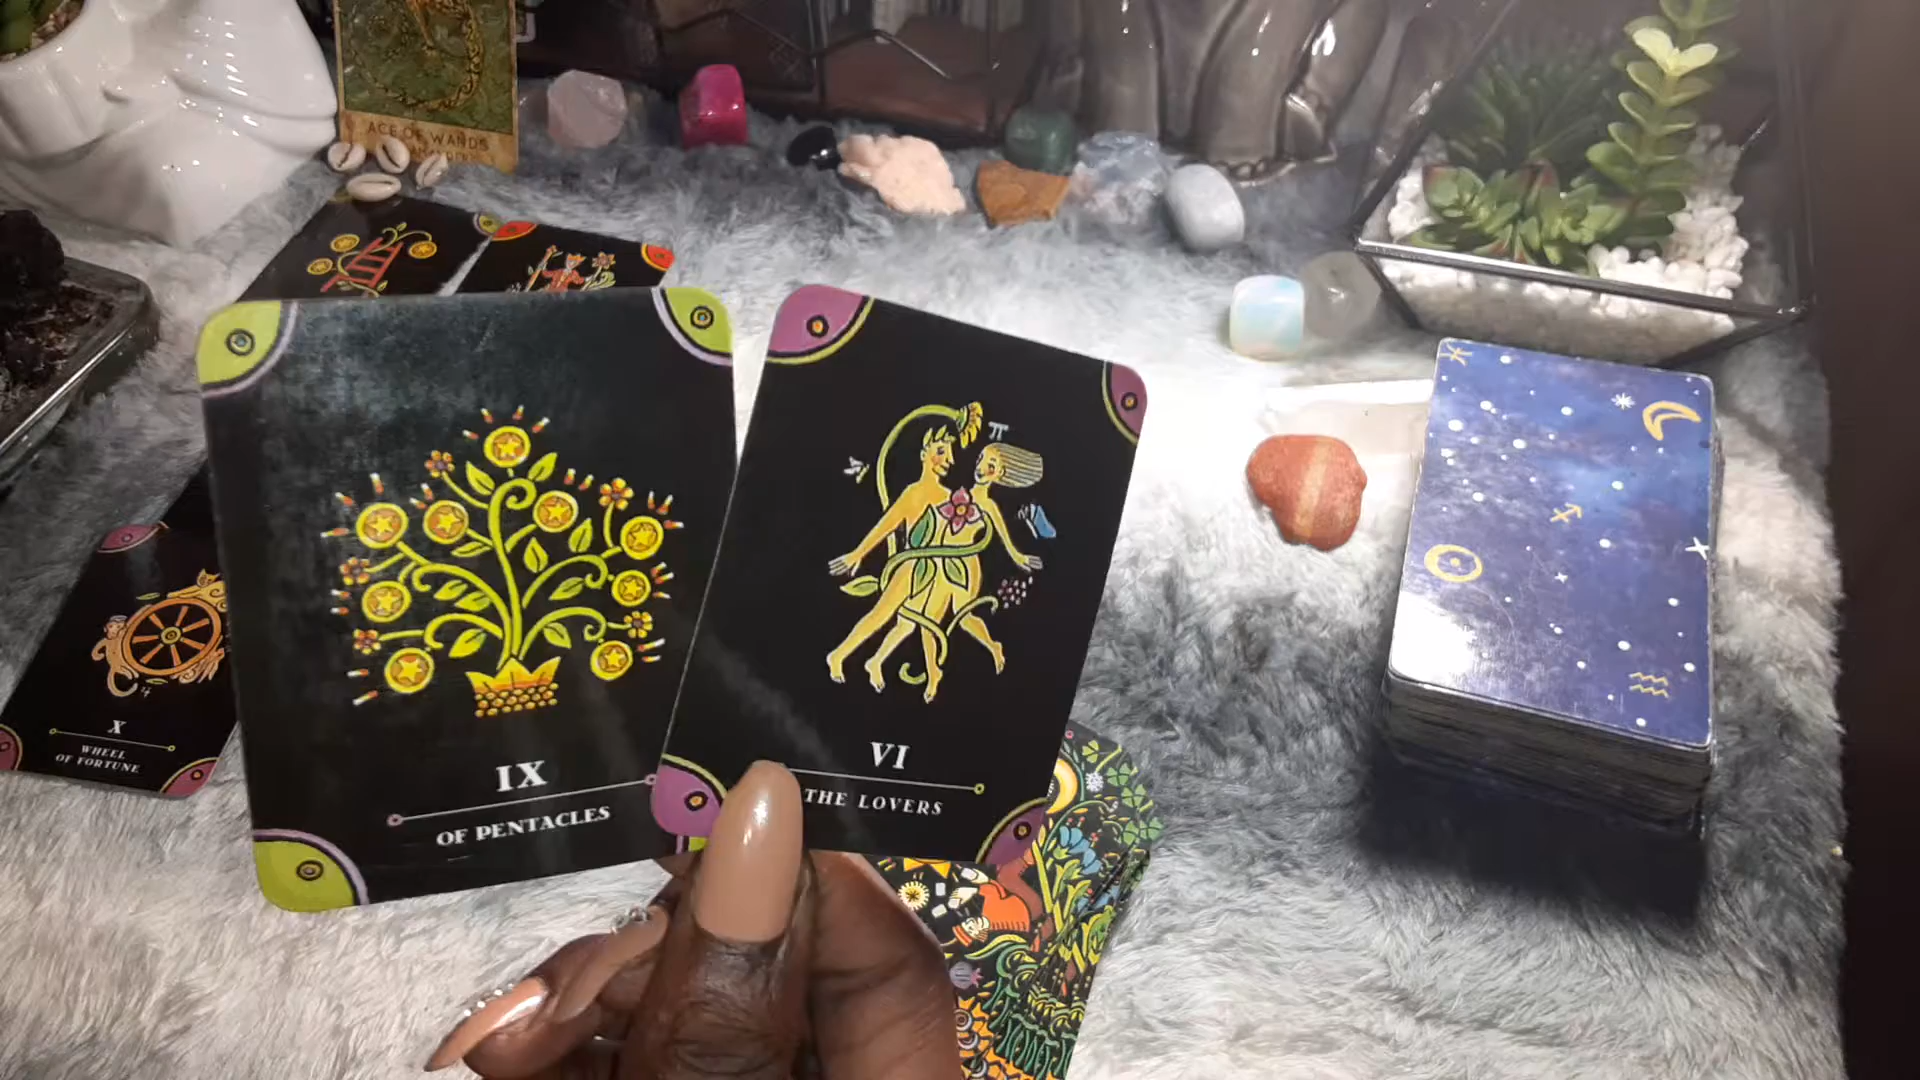 ACE OF WANDS
IX
OF PENTACLES
VI
THE LOVERS
X
WHEEL
OF FORTUNE